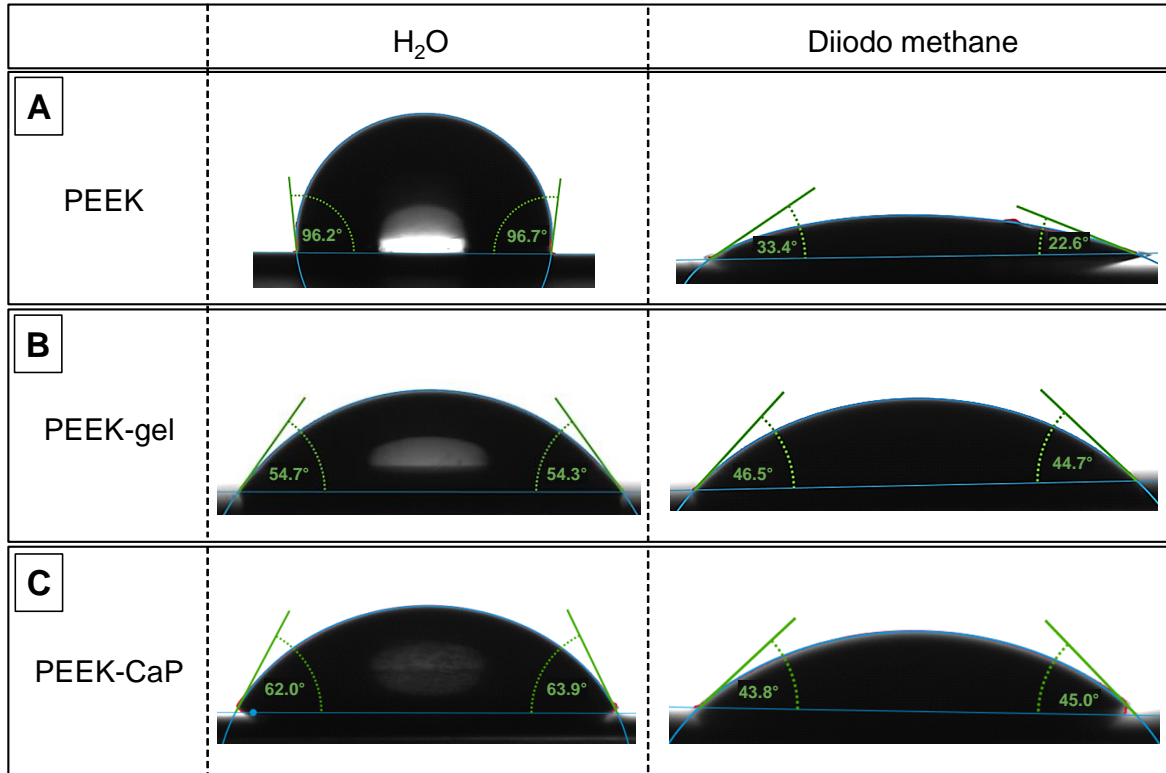 H₂O Diiodo methane
A
PEEK
96.2° 96.7° 33.4° 22.6°
B
PEEK-gel
54.7° 54.3° 46.5° 44.7°
C
PEEK-CaP
62.0° 63.9° 43.8° 45.0°